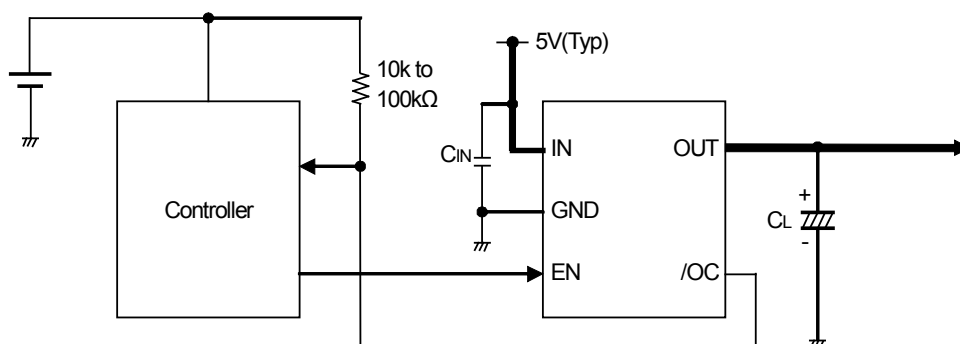 5V(Typ)
10k to
100kΩ
CIN
IN
OUT
Controller
GND
+
CL
-
EN
/OC